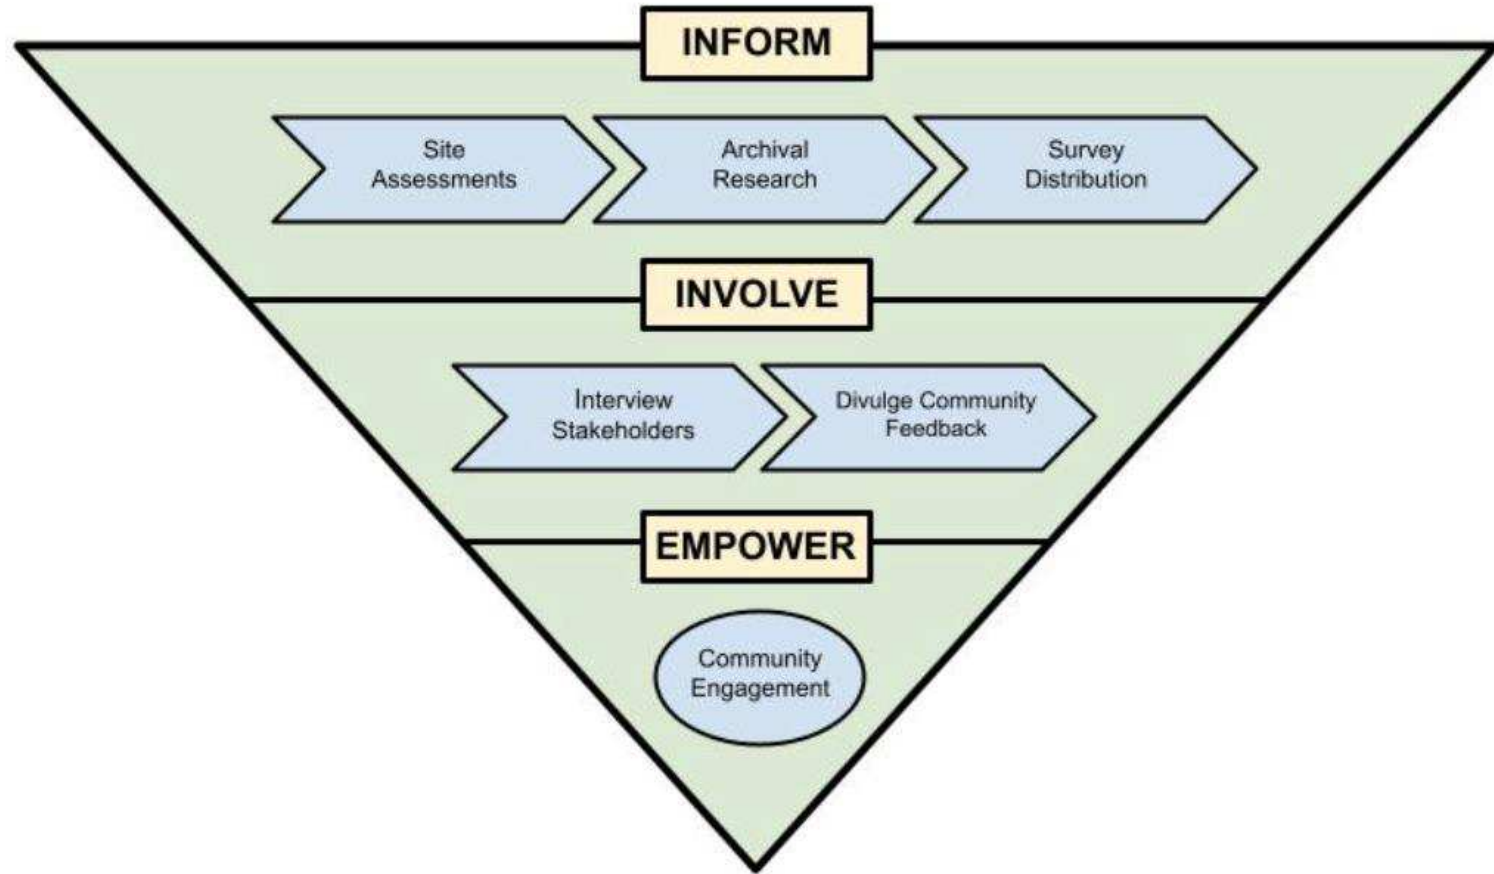 INFORM
Site
Assessments
Archival
Research
Survey
Distribution
INVOLVE
Interview
Stakeholders
Divulge Community
Feedback
EMPOWER
Community
Engagement